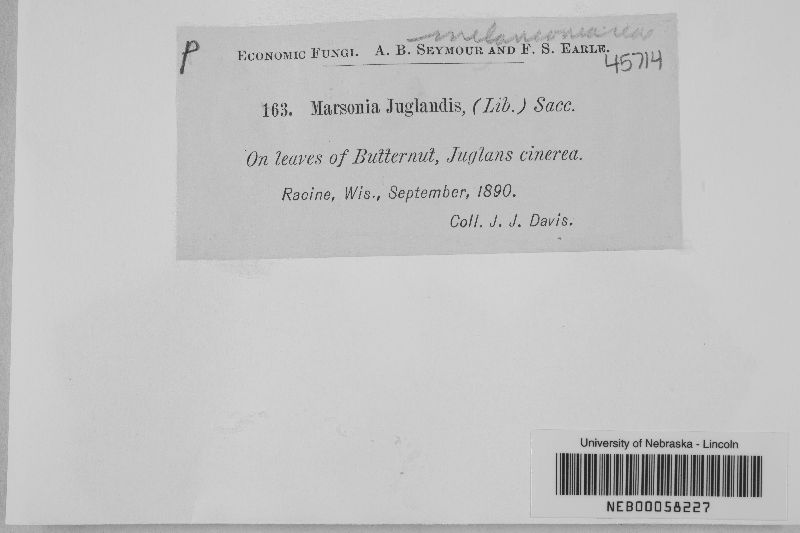 melanconiaceae
P
ECONOMIC FUNGI. A. B. SEYMOUR AND F. S. EARLE.
45714
163. Marsonia Juglandis, (Lib.) Sacc.
On leaves of Butternut, Juglans cinerea.
Racine, Wis., September, 1890.
Coll. J. J. Davis.
University of Nebraska - Lincoln
NEB00058227